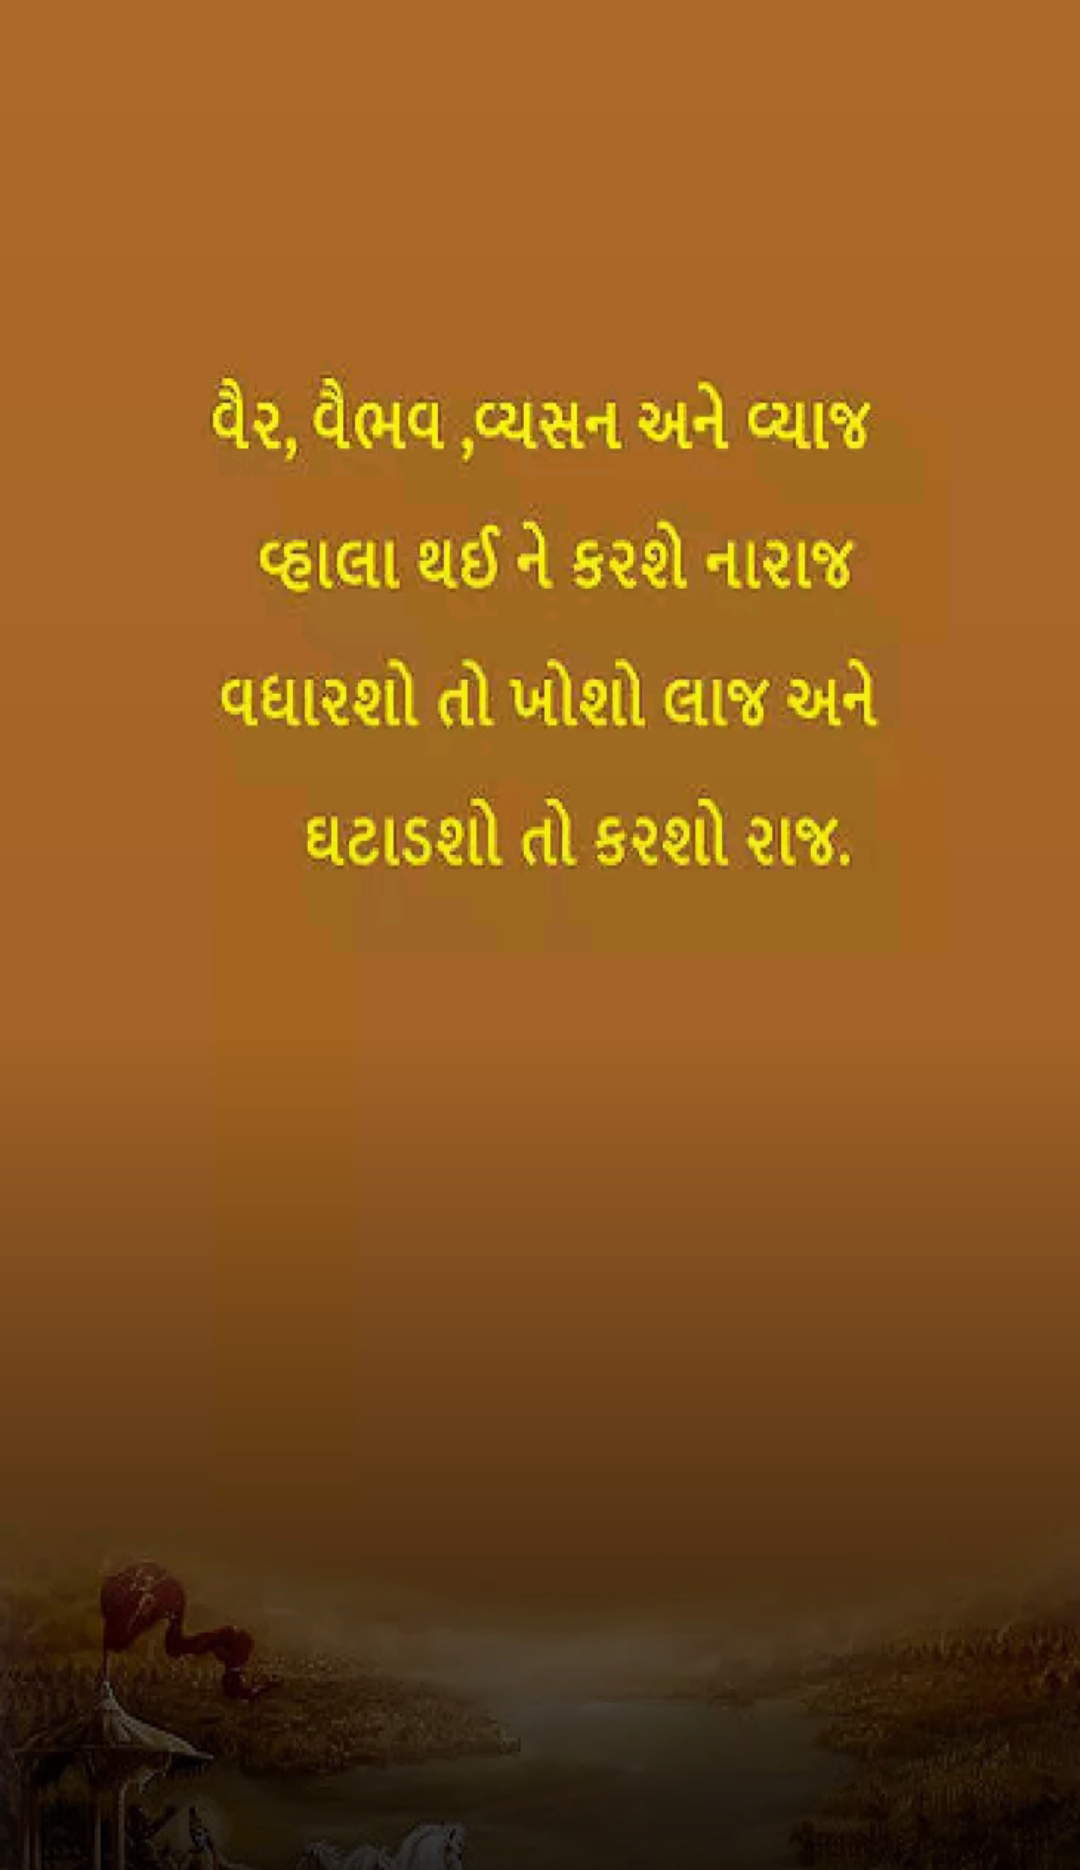 વૈર, વૈભવ ,વ્યસન અને વ્યાજ
વ્હાલા થઈ ને કરશે નારાજ
વધારશો તો ખોશો લાજ અને
ઘટાડશો તો કરશો રાજ.